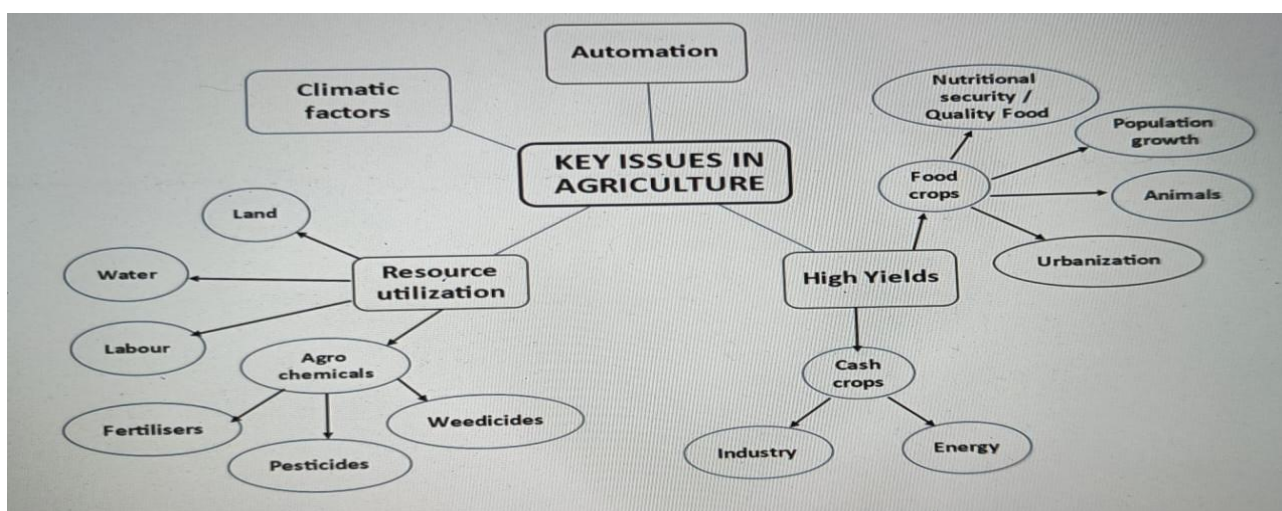 Automation
Climatic
factors
KEY ISSUES IN
AGRICULTURE
Nutritional
security /
Quality Food
Population
growth
Food
crops
Animals
Urbanization
High Yields
Cash
crops
Industry
Energy
Resource
utilization
Land
Water
Labour
Agro
chemicals
Fertilisers
Pesticides
Weedicides